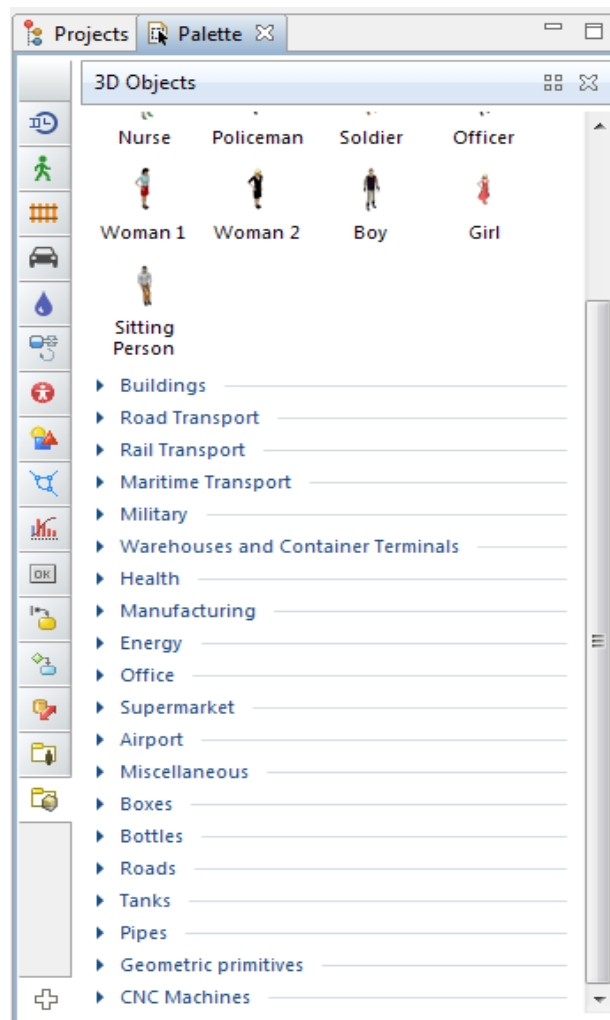 Projects Palette
3D Objects
Nurse Policeman Soldier Officer
Woman 1 Woman 2 Boy Girl
Sitting
Person
Buildings
Road Transport
Rail Transport
Maritime Transport
Military
Warehouses and Container Terminals
Health
Manufacturing
Energy
Office
Supermarket
Airport
Miscellaneous
Boxes
Bottles
Roads
Tanks
Pipes
Geometric primitives
CNC Machines
OK